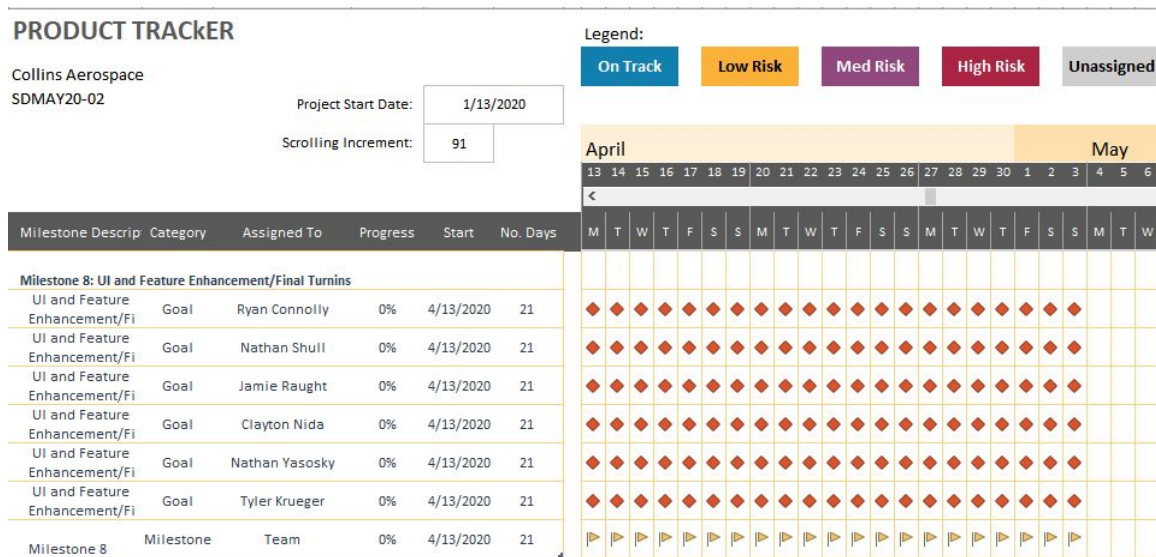 PRODUCT TRACkER
Legend:
On Track Low Risk Med Risk High Risk Unassigned
Collins Aerospace
SDMAY20-02
Project Start Date: 1/13/2020
Scrolling Increment: 91
April May
13 14 15 16 17 18 19 20 21 22 23 24 25 26 27 28 29 30 1 2 3 4 5 6
Milestone Descrip Category Assigned To Progress Start No. Days M T W T F S S M T W T F S S M T W T F S S M T W
Milestone 8: UI and Feature Enhancement/Final Turnins
UI and Feature
Enhancement/Fi Goal Ryan Connolly 0% 4/13/2020 21
UI and Feature
Enhancement/Fi Goal Nathan Shull 0% 4/13/2020 21
UI and Feature
Enhancement/Fi Goal Jamie Raught 0% 4/13/2020 21
UI and Feature
Enhancement/Fi Goal Clayton Nida 0% 4/13/2020 21
UI and Feature
Enhancement/Fi Goal Nathan Yasosky 0% 4/13/2020 21
UI and Feature
Enhancement/Fi Goal Tyler Krueger 0% 4/13/2020 21
Milestone 8 Milestone Team 0% 4/13/2020 21